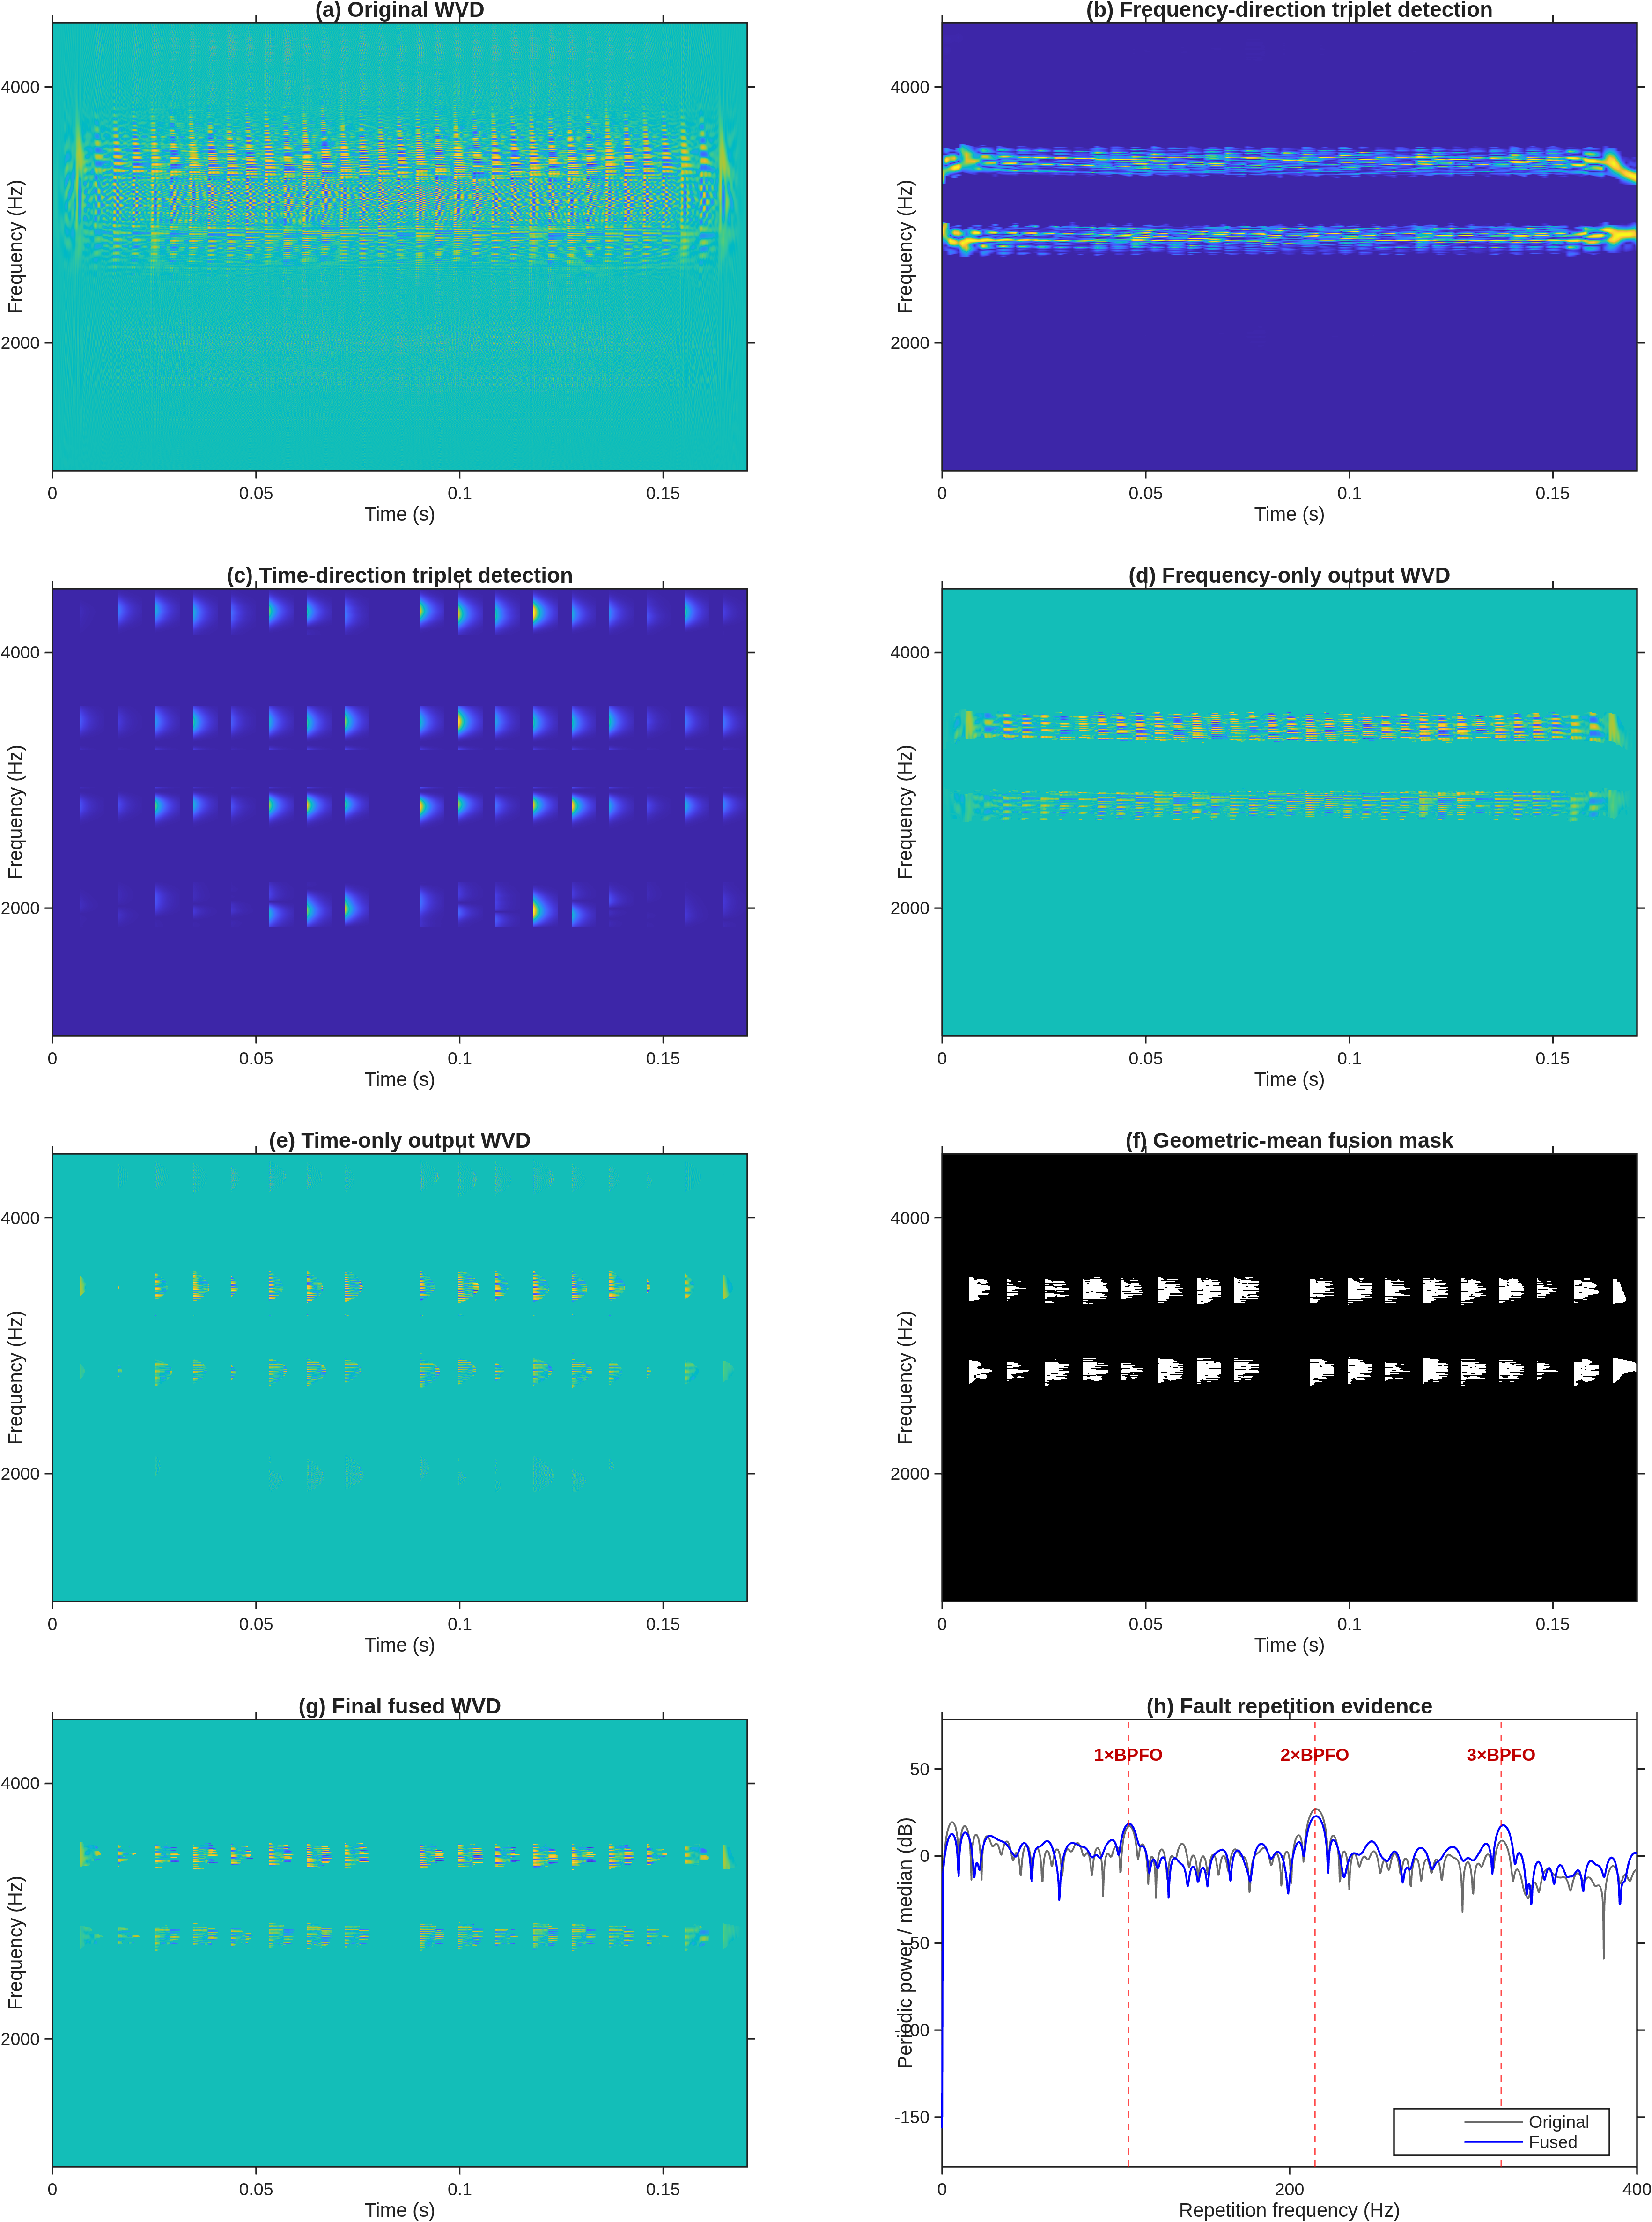 (a) Original WVD
4000
2000
Frequency (Hz)
0 0.05 0.1 0.15
Time (s)
(b) Frequency-direction triplet detection
4000
2000
Frequency (Hz)
0 0.05 0.1 0.15
Time (s)
(c) Time-direction triplet detection
4000
2000
Frequency (Hz)
0 0.05 0.1 0.15
Time (s)
(d) Frequency-only output WVD
4000
2000
Frequency (Hz)
0 0.05 0.1 0.15
Time (s)
(e) Time-only output WVD
4000
2000
Frequency (Hz)
0 0.05 0.1 0.15
Time (s)
(f) Geometric-mean fusion mask
4000
2000
Frequency (Hz)
0 0.05 0.1 0.15
Time (s)
(g) Final fused WVD
4000
2000
Frequency (Hz)
0 0.05 0.1 0.15
Time (s)
(h) Fault repetition evidence
1×BPFO 2×BPFO 3×BPFO
50
0
-50
-100
-150
Periodic power / median (dB)
Original
Fused
0 200 400
Repetition frequency (Hz)